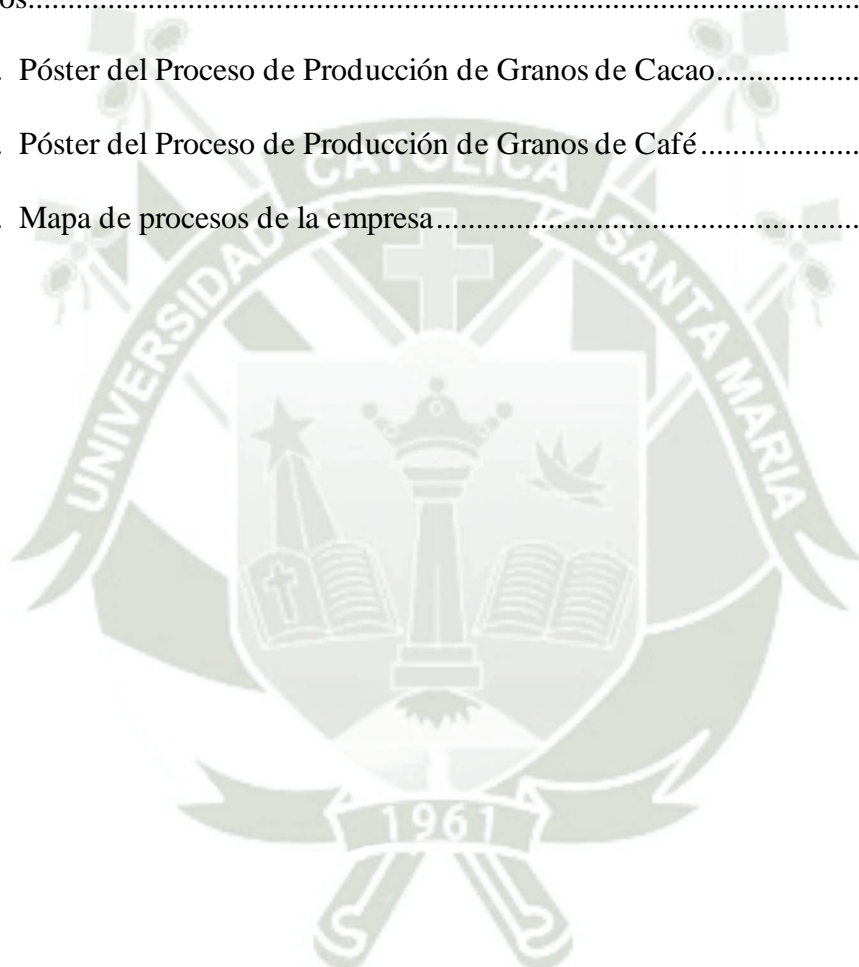 os....................................................................................................
. Póster del Proceso de Producción de Granos de Cacao..................
. Póster del Proceso de Producción de Granos de Café....................
. Mapa de procesos de la empresa.....................................................
UNIVERSIDAD CATOLICA SANTA MARIA
1961